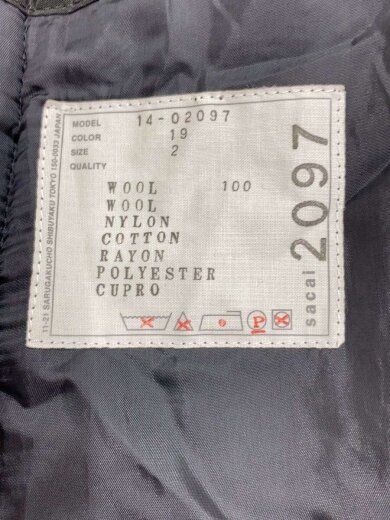 MODEL 14-02097
COLOR 19
SIZE 2
QUALITY
WOOL 100
WOOL
NYLON
COTTON
RAYON
POLYESTER
CUPRO
P
11-21 SARUGAKUCHO SHIBUYAKU TOKYO 150-0033 JAPAN
sacai 2097